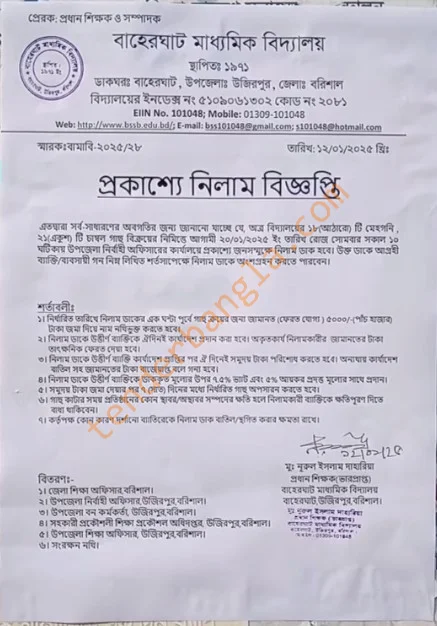 প্রেরক: প্রধান শিক্ষক ও সম্পাদক
বাহেরঘাট মাধ্যমিক বিদ্যালয়
স্থাপিতঃ ১৯৭১
ডাকঘরঃ বাহেরঘাট, উপজেলাঃ উজিরপুর, জেলাঃ বরিশাল
বিদ্যালয়ের ইনডেক্স নং ৫১০৯০৬১৩০২ কোড নং ২০৮১
EIIN No. 101048; Mobile: 01309-101048
Web: http://www.bssb.edu.bd/; E-mail: bss101048@gmail.com; s101048@hotmail.com
স্মারক:বামাবি-২০২৫/২৮
তারিখ: ১২/০১/২০২৫ খ্রিঃ
প্রকাশ্যে নিলাম বিজ্ঞপ্তি
এতদ্বারা সর্ব-সাধারণের অবগতির জন্য জানানো যাচ্ছে যে, অত্র বিদ্যালয়ের ১৮(আঠারো) টি মেহগনি,
২১(একুশ) টি চাম্বল গাছ বিক্রয়ের নিমিত্তে আগামী ২০/০১/২০২৫ ইং তারিখ রোজ সোমবার সকাল ১০
ঘটিকায় উপজেলা নির্বাহী অফিসারের কার্যালয়ে প্রকাশ্যে জনসম্মুক্ষে নিলাম ডাক হবে। উক্ত ডাকে আগ্রহী
ব্যক্তি/ব্যবসায়ী গন নিম্ন লিখিত শর্তসাপেক্ষে নিলাম ডাকে অংশগ্রহন করতে পারবেন।
শর্তাবলী:
১। নির্ধারিত তারিখে নিলাম ডাকের এক ঘন্টা পূর্বে গাছ ক্রয়ের জন্য জামানত (ফেরত যোগ্য) ৫০০০/-(পাঁচ হাজার)
টাকা জমা দিয়ে নাম নথিভুক্ত করতে হবে।
২। নিলাম ডাকে উত্তীর্ণ ব্যক্তিকে ঐদিনই কার্যাদেশ প্রদান করা হবে। অকৃতকার্য নিলামকারীর জামানতের টাকা
তাৎক্ষনিক ফেরত দেয়া হবে।
৩। নিলাম ডাকে উত্তীর্ণ ব্যক্তি কার্যাদেশ প্রাপ্তির পর ঐ দিনেই সমুদয় টাকা পরিশোধ করতে হবে। অন্যথায় কার্যাদেশ
বাতিল সহ জামানতের টাকা বাজেয়াপ্ত বলে গন্য হবে।
৪। নিলাম ডাকে উত্তীর্ণ ব্যক্তিকে ডাককৃত মূল্যের উপর ৭.৫% ভ্যাট এবং ৫% আয়কর প্রদত্ত মূল্যের সাথে প্রদান।
৫। সমুদয় টাকা জমা দেয়ার পর ৭ (সাত) দিনের মধ্যে নির্ধারিত গাছ অপসারন করতে হবে।
৬। গাছ কাটার সময় প্রতিষ্ঠানের কোন স্থাবর/অস্থাবর সম্পদের ক্ষতি হলে নিলামকারী ব্যক্তিকে ক্ষতিপুরণ দিতে
বাধ্য থাকিবেন।
৭। কর্তৃপক্ষ কোন কারণ দর্শানো ব্যাতিরেকে নিলাম ডাক বাতিল/স্থগিত করার ক্ষমতা রাখে।
১২/০১/২৫
মৃঃ নুরুল ইসলাম দাহারিয়া
প্রধান শিক্ষক(ভারপ্রাপ্ত)
বাহেরঘাট মাধ্যমিক বিদ্যালয়
বাহেরঘাট,উজিরপুর,বরিশাল।
বিতরণ:-
১। জেলা শিক্ষা অফিসার,বরিশাল।
২। উপজেলা নির্বাহী অফিসার,উজিরপুর,বরিশাল।
৩। উপজেলা বন কর্মকর্তা, উজিরপুর,বরিশাল।
৪। সহকারী প্রকৌশলী শিক্ষা প্রকৌশল অধিদপ্তর, উজিরপুর,বরিশাল।
৫। উপজেলা শিক্ষা অফিসার, উজিরপুর,বরিশাল।
৬। সংরক্ষন নথি।
tenderbangla.com